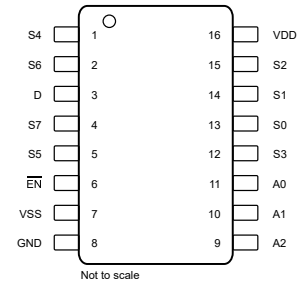 S4 1 16 VDD
S6 2 15 S2
D 3 14 S1
S7 4 13 S0
S5 5 12 S3
EN 6 11 A0
VSS 7 10 A1
GND 8 9 A2
Not to scale